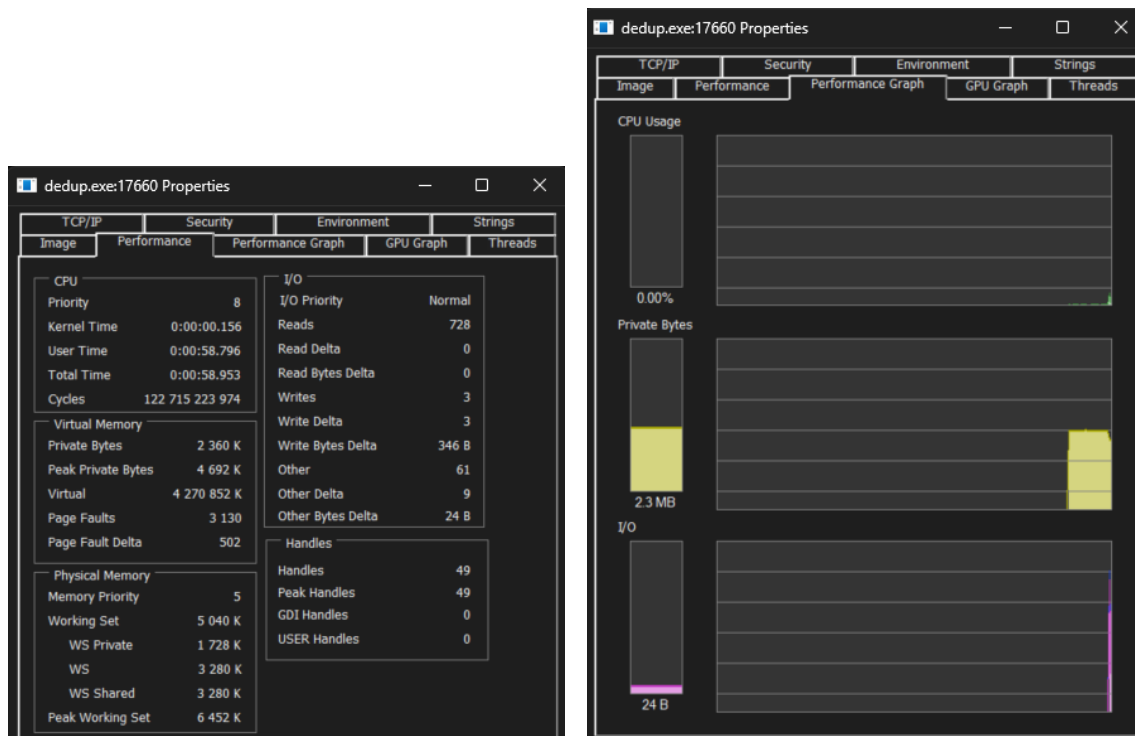 dedup.exe:17660 Properties
TCP/IP Security Environment Strings
Image Performance Performance Graph GPU Graph Threads
CPU
Priority 8
Kernel Time 0:00:00.156
User Time 0:00:58.796
Total Time 0:00:58.953
Cycles 122 715 223 974
Virtual Memory
Private Bytes 2 360 K
Peak Private Bytes 4 692 K
Virtual 4 270 852 K
Page Faults 3 130
Page Fault Delta 502
Physical Memory
Memory Priority 5
Working Set 5 040 K
WS Private 1 728 K
WS 3 280 K
WS Shared 3 280 K
Peak Working Set 6 452 K
I/O
I/O Priority Normal
Reads 728
Read Delta 0
Read Bytes Delta 0
Writes 3
Write Delta 3
Write Bytes Delta 346 B
Other 61
Other Delta 9
Other Bytes Delta 24 B
Handles
Handles 49
Peak Handles 49
GDI Handles 0
USER Handles 0
dedup.exe:17660 Properties
TCP/IP Security Environment Strings
Image Performance Performance Graph GPU Graph Threads
CPU Usage
0.00%
Private Bytes
2.3 MB
I/O
24 B